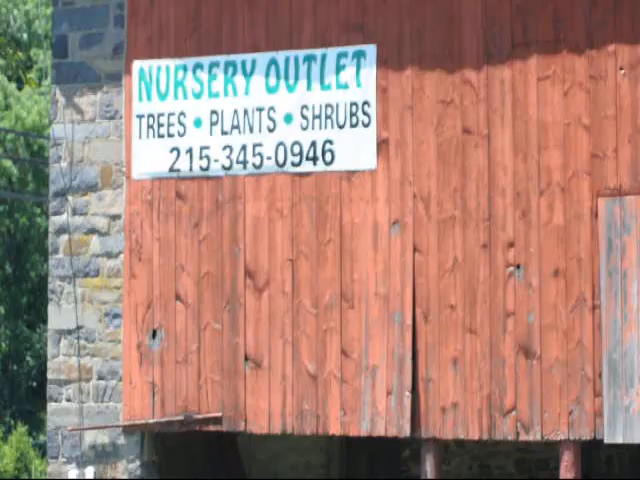 NURSERY OUTLET
TREES • PLANTS • SHRUBS
215-345-0946